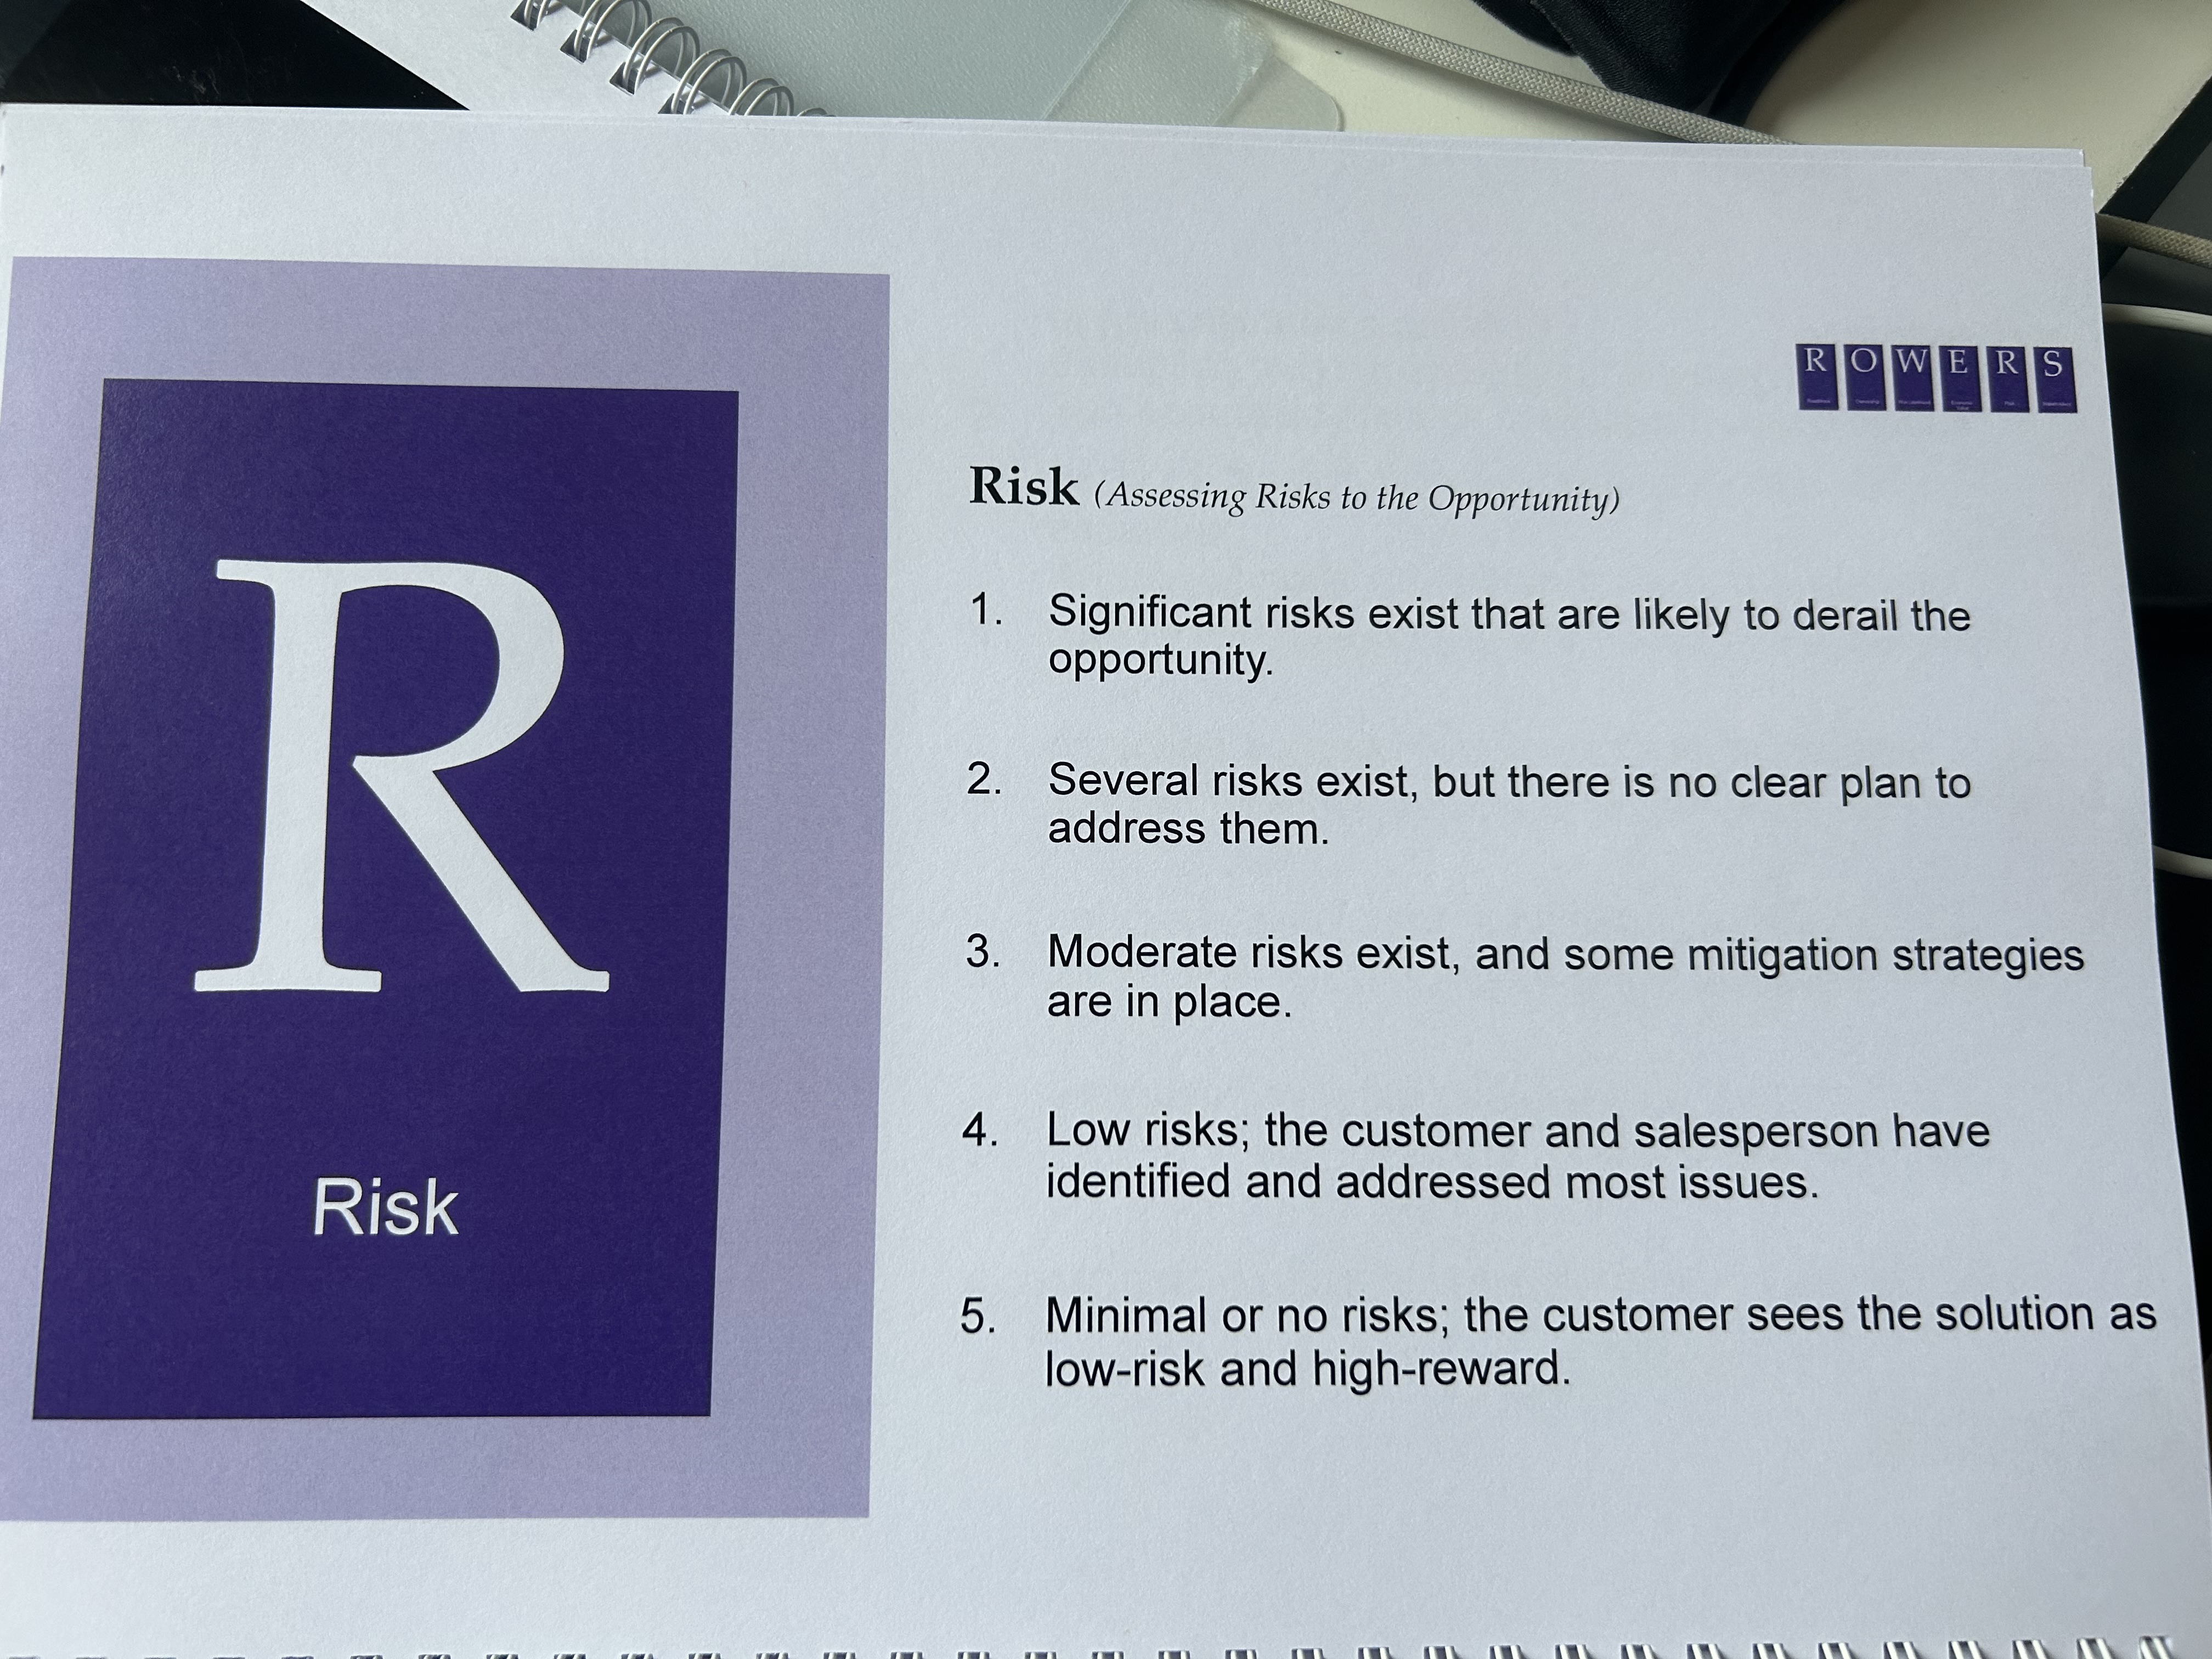 R
Risk
R O W E R S
Risk (Assessing Risks to the Opportunity)
1. Significant risks exist that are likely to derail the
opportunity.
2. Several risks exist, but there is no clear plan to
address them.
3. Moderate risks exist, and some mitigation strategies
are in place.
4. Low risks; the customer and salesperson have
identified and addressed most issues.
5. Minimal or no risks; the customer sees the solution as
low-risk and high-reward.